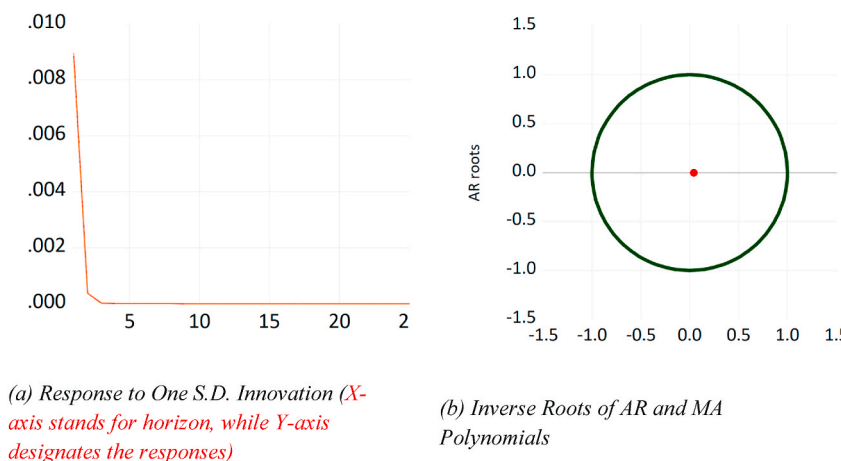 .010
.008
.006
.004
.002
.000
5 10 15 20 2
1.5
1.0
0.5
0.0
-0.5
-1.0
-1.5
AR roots
-1.5 -1.0 -0.5 0.0 0.5 1.0 1.5
(a) Response to One S.D. Innovation (X-
axis stands for horizon, while Y-axis
designates the responses)
(b) Inverse Roots of AR and MA
Polynomials